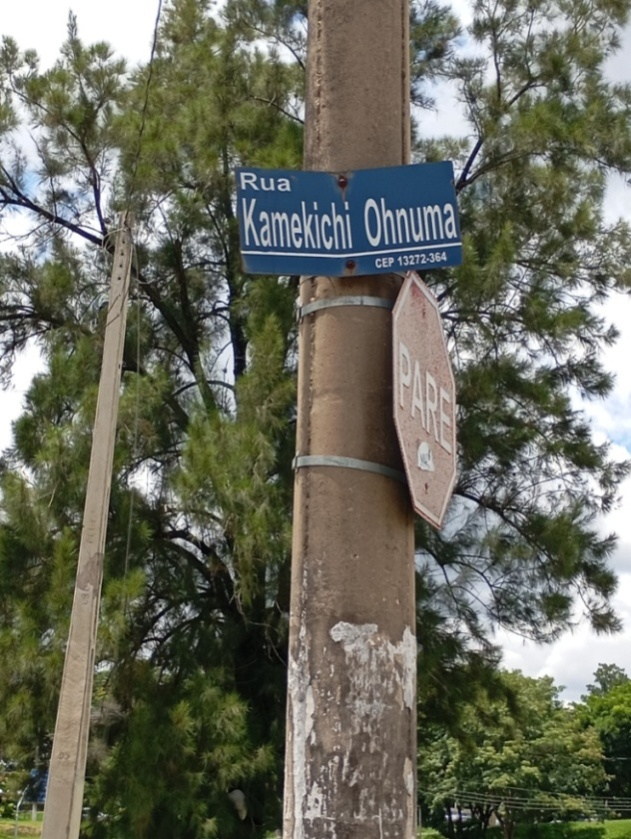 Rua
Kamekichi Ohnuma
CEP 13272-364
PARE